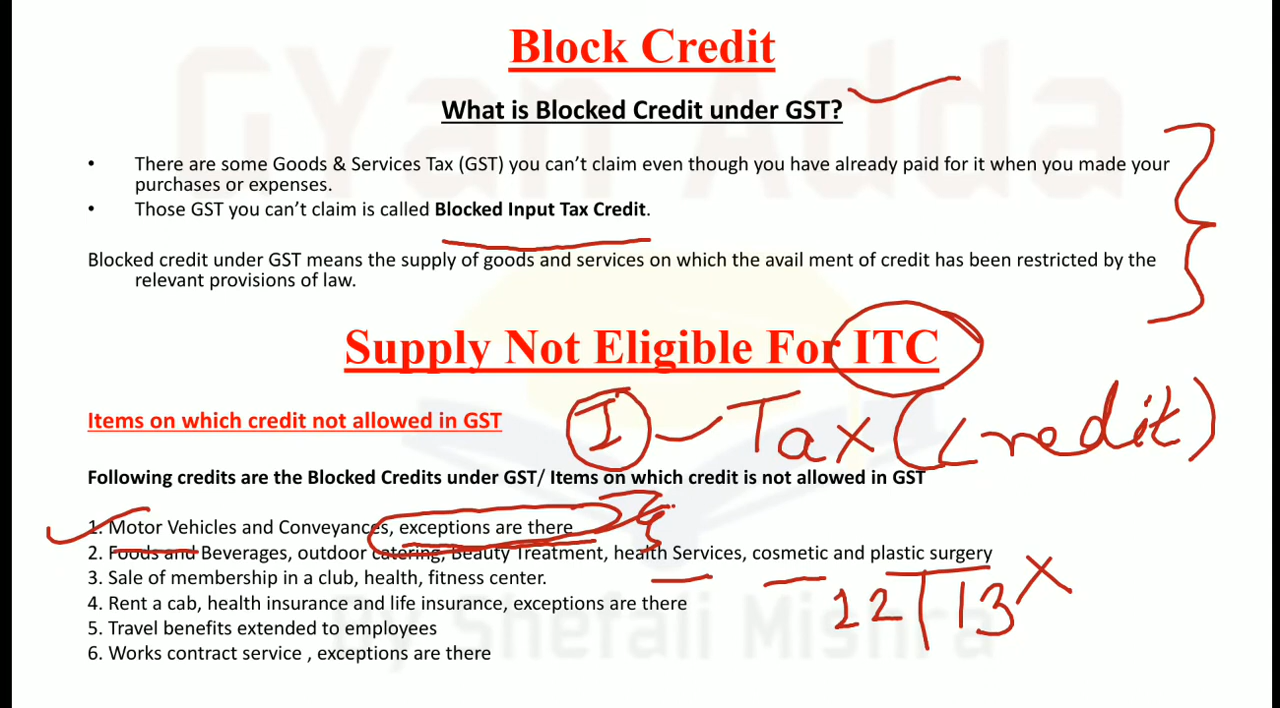 Block Credit
What is Blocked Credit under GST?
• There are some Goods & Services Tax (GST) you can't claim even though you have already paid for it when you made your
purchases or expenses.
• Those GST you can't claim is called Blocked Input Tax Credit.
Blocked credit under GST means the supply of goods and services on which the avail ment of credit has been restricted by the
relevant provisions of law.
Supply Not Eligible For ITC
Items on which credit not allowed in GST
I - Tax (Credit)
Following credits are the Blocked Credits under GST/ Items on which credit is not allowed in GST
1. Motor Vehicles and Conveyances, exceptions are there
2. Foods and Beverages, outdoor catering, Beauty Treatment, health Services, cosmetic and plastic surgery
3. Sale of membership in a club, health, fitness center.
12 | 13 x
4. Rent a cab, health insurance and life insurance, exceptions are there
5. Travel benefits extended to employees
6. Works contract service , exceptions are there
GYan Adda
By Shefali Mishra